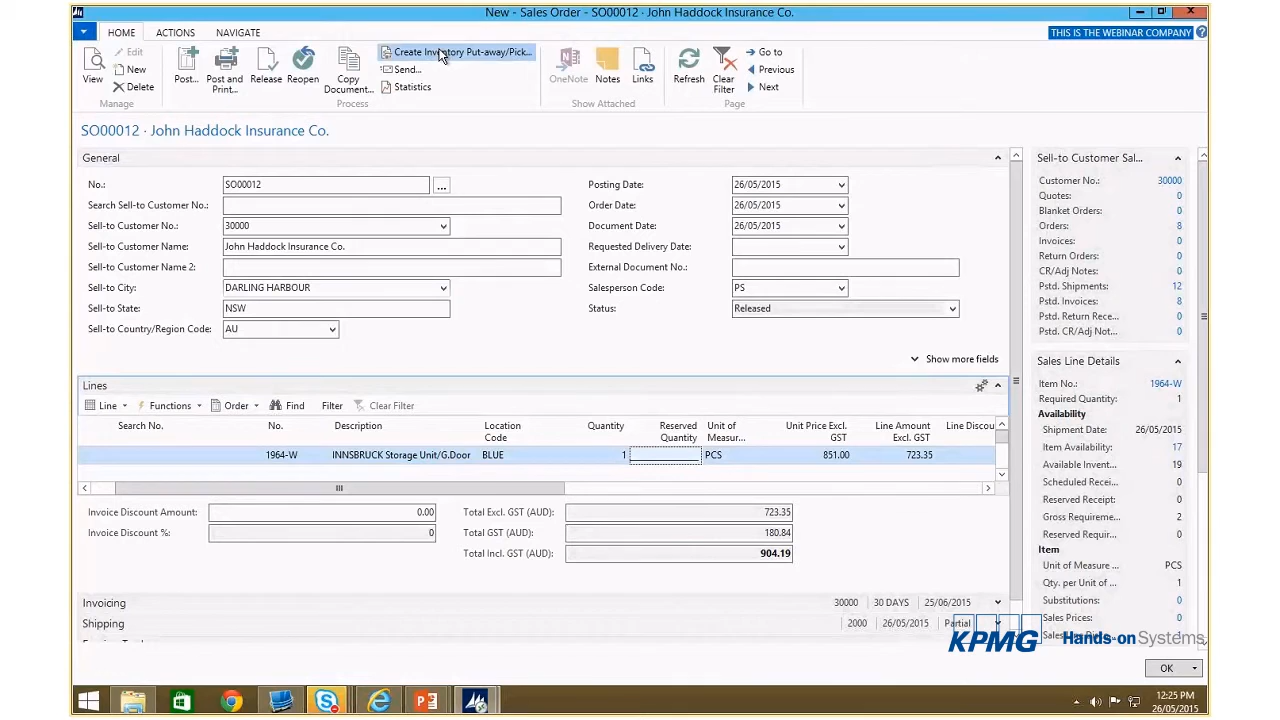 New - Sales Order - SO00012 · John Haddock Insurance Co.
HOME ACTIONS NAVIGATE THIS IS THE WEBINAR COMPANY
View
Edit
New
Delete
Manage
Post...
Post and Print...
Release
Reopen
Copy Document...
Create Inventory Put-away/Pick...
Send...
Statistics
Process
OneNote
Notes
Links
Show Attached
Refresh
Clear Filter
Go to
Previous
Next
Page
SO00012 · John Haddock Insurance Co.
General
No.: SO00012 ...
Search Sell-to Customer No.:
Sell-to Customer No.: 30000
Sell-to Customer Name: John Haddock Insurance Co.
Sell-to Customer Name 2:
Sell-to City: DARLING HARBOUR
Sell-to State: NSW
Sell-to Country/Region Code: AU
Posting Date: 26/05/2015
Order Date: 26/05/2015
Document Date: 26/05/2015
Requested Delivery Date:
External Document No.:
Salesperson Code: PS
Status: Released
Show more fields
Lines
Line Functions Order Find Filter Clear Filter
Search No. No. Description Location Code Quantity Reserved Quantity Unit of Measur... Unit Price Excl. GST Line Amount Excl. GST Line Discou
1964-W INNSBRUCK Storage Unit/G.Door BLUE 1 PCS 851.00 723.35
Invoice Discount Amount: 0.00
Invoice Discount %: 0
Total Excl. GST (AUD): 723.35
Total GST (AUD): 180.84
Total Incl. GST (AUD): 904.19
Invoicing 30000 30 DAYS 25/06/2015
Shipping 2000 26/05/2015 Partial
Sell-to Customer Sal...
Customer No.: 30000
Quotes: 0
Blanket Orders: 0
Orders: 8
Invoices: 0
Return Orders: 0
CR/Adj Notes: 0
Pstd. Shipments: 12
Pstd. Invoices: 8
Pstd. Return Rece... 0
Pstd. CR/Adj Not... 0
Sales Line Details
Item No.: 1964-W
Required Quantity: 1
Availability
Shipment Date: 26/05/2015
Item Availability: 17
Available Invent... 19
Scheduled Recei... 0
Reserved Receipt: 0
Gross Requireme... 2
Reserved Requir... 0
Item
Unit of Measure ... PCS
Qty. per Unit of ... 1
Substitutions: 0
Sales Prices: 0
KPMG Hands-on Systems
OK
12:25 PM
26/05/2015